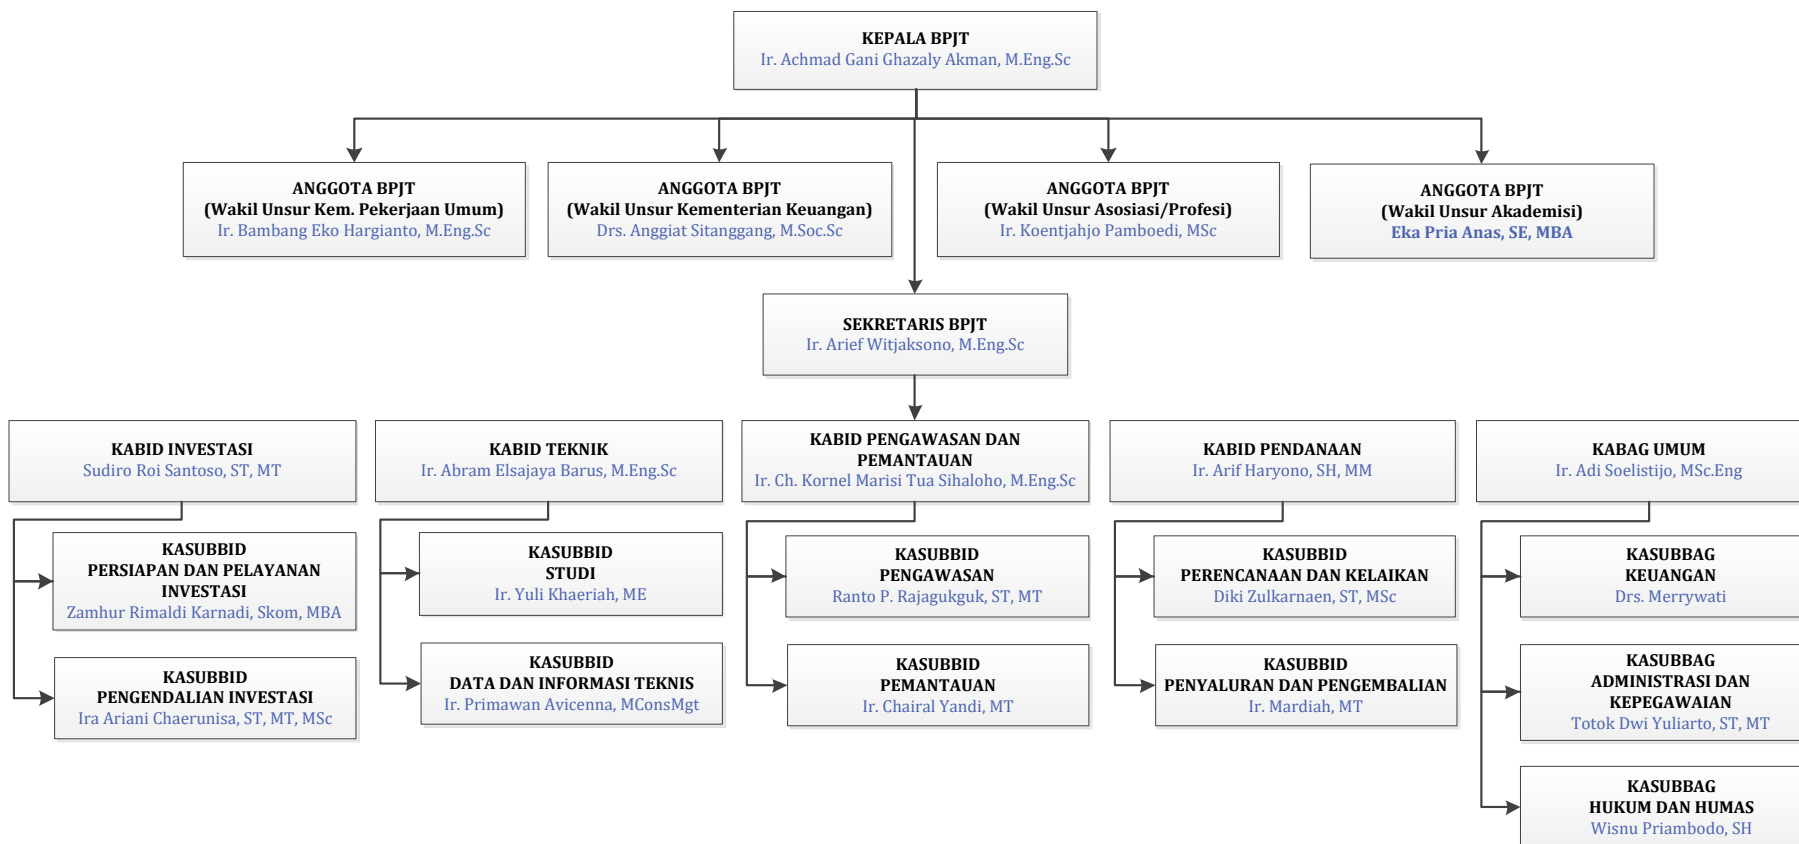 KEPALA BPJT
Ir. Achmad Gani Ghazaly Akman, M.Eng.Sc
ANGGOTA BPJT
(Wakil Unsur Kem. Pekerjaan Umum)
Ir. Bambang Eko Hargianto, M.Eng.Sc
ANGGOTA BPJT
(Wakil Unsur Kementerian Keuangan)
Drs. Anggiat Sitanggang, M.Soc.Sc
ANGGOTA BPJT
(Wakil Unsur Asosiasi/Profesi)
Ir. Koentjahjo Pamboedi, MSc
ANGGOTA BPJT
(Wakil Unsur Akademisi)
Eka Pria Anas, SE, MBA
SEKRETARIS BPJT
Ir. Arief Witjaksono, M.Eng.Sc
KABID INVESTASI
Sudiro Roi Santoso, ST, MT
KABID TEKNIK
Ir. Abram Elsajaya Barus, M.Eng.Sc
KABID PENGAWASAN DAN
PEMANTAUAN
Ir. Ch. Kornel Marisi Tua Sihaloho, M.Eng.Sc
KABID PENDANAAN
Ir. Arif Haryono, SH, MM
KABAG UMUM
Ir. Adi Soelistijo, MSc.Eng
KASUBBID
PERSIAPAN DAN PELAYANAN
INVESTASI
Zamhur Rimaldi Karnadi, Skom, MBA
KASUBBID
STUDI
Ir. Yuli Khaeriah, ME
KASUBBID
PENGAWASAN
Ranto P. Rajagukguk, ST, MT
KASUBBID
PERENCANAAN DAN KELAIKAN
Diki Zulkarnaen, ST, MSc
KASUBBAG
KEUANGAN
Drs. Merrywati
KASUBBID
PENGENDALIAN INVESTASI
Ira Ariani Chaerunisa, ST, MT, MSc
KASUBBID
DATA DAN INFORMASI TEKNIS
Ir. Primawan Avicenna, MConsMgt
KASUBBID
PEMANTAUAN
Ir. Chairal Yandi, MT
KASUBBID
PENYALURAN DAN PENGEMBALIAN
Ir. Mardiah, MT
KASUBBAG
ADMINISTRASI DAN
KEPEGAWAIAN
Totok Dwi Yuliarto, ST, MT
KASUBBAG
HUKUM DAN HUMAS
Wisnu Priambodo, SH